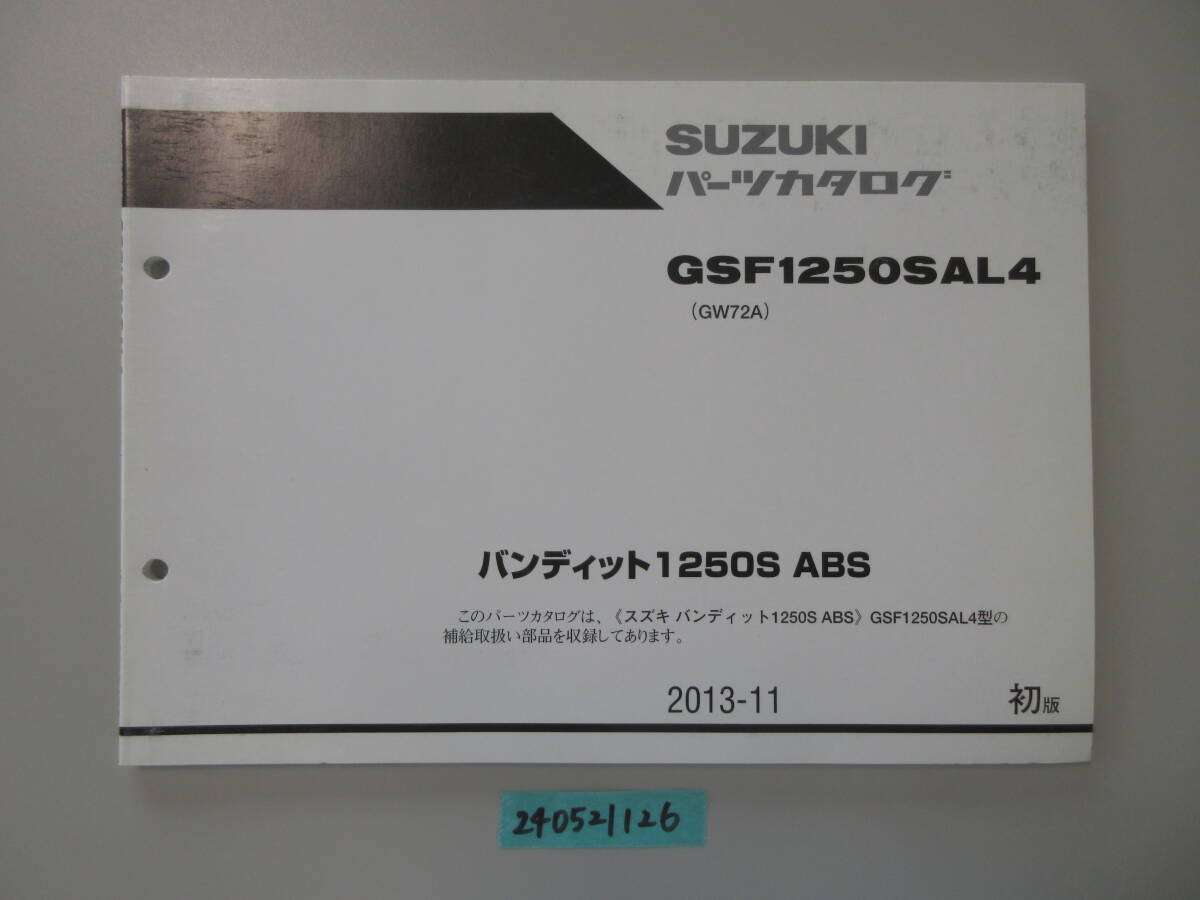 SUZUKI
パーツカタログ
GSF1250SAL4
(GW72A)
バンディット1250S ABS
このパーツカタログは、《スズキ バンディット1250S ABS》GSF1250SAL4型の
補給取扱い部品を収録してあります。
2013-11 初版
240521126